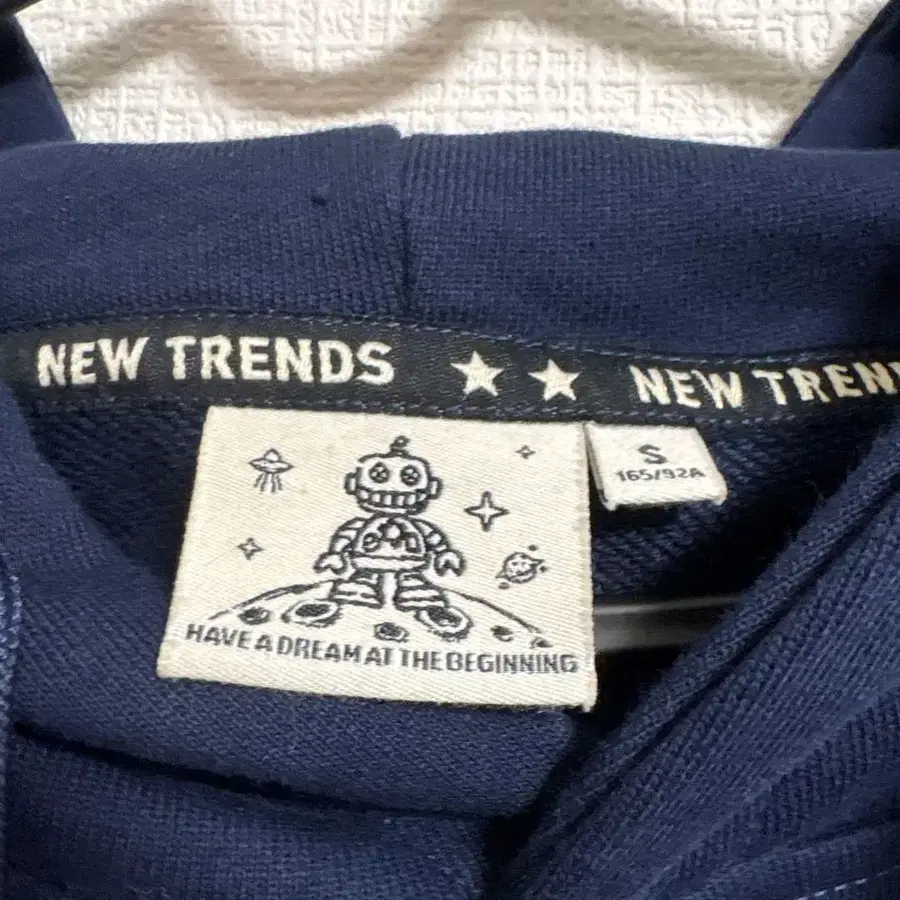 NEW TRENDS ★ ★ NEW TREN
S
165/92A
HAVE A DREAM AT THE BEGINNING